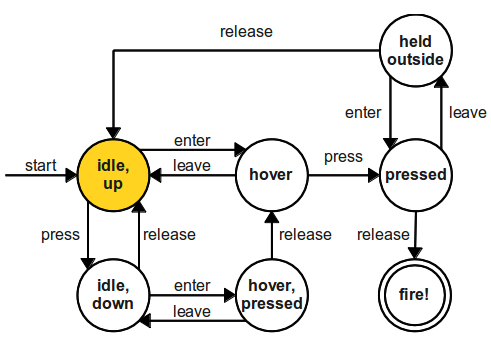 release
held
outside
enter
leave
enter
press
start
idle,
up
leave
hover
pressed
press
release
release
release
idle,
down
enter
leave
hover,
pressed
fire!